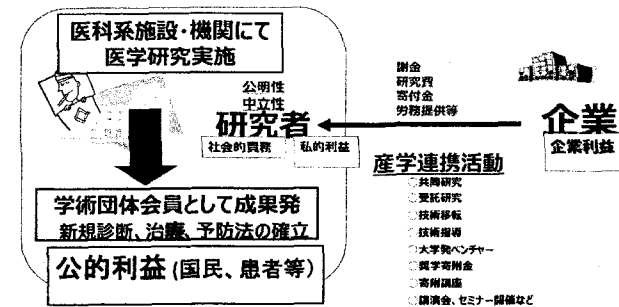 医科系施設・機関にて
医学研究実施
公明性
中立性
研究者
社会的責務
私的利益
謝金
研究費
寄付金
労務提供等
企業
企業利益
産学連携活動
○共同研究
○受託研究
○技術移転
○技術指導
○大学発ベンチャー
○奨学寄附金
○寄附講座
○講演会、セミナー開催など
学術団体会員として成果発
新規診断、治療、予防法の確立
公的利益(国民、患者等)